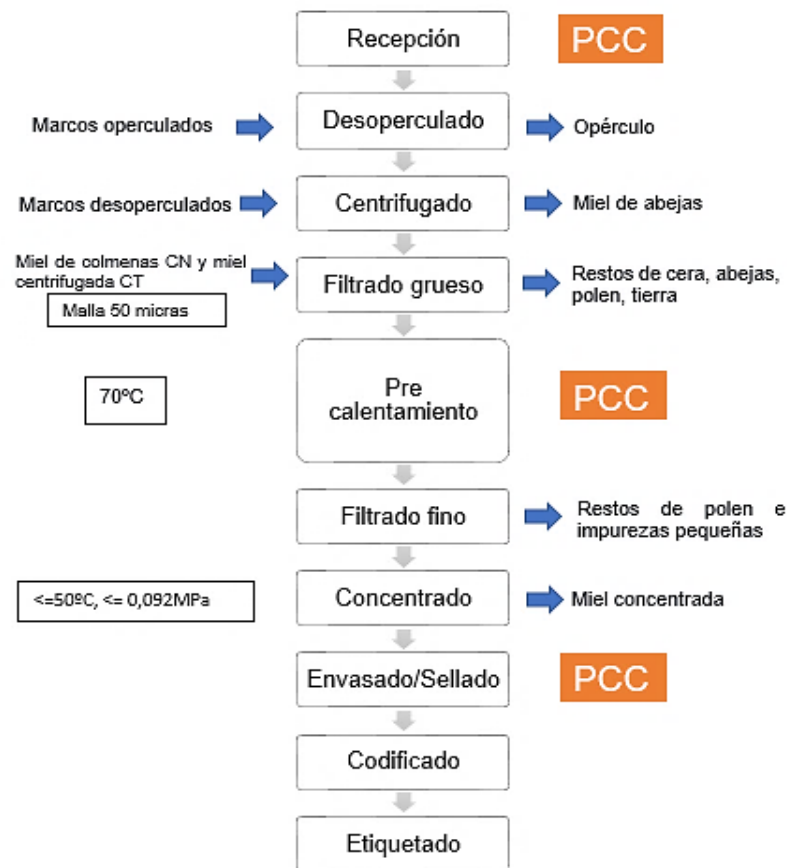 Recepción
PCC
Marcos operculados
Desoperculado
Opérculo
Marcos desoperculados
Centrifugado
Miel de abejas
Miel de colmenas CN y miel
centrifugada CT
Malla 50 micras
Filtrado grueso
Restos de cera, abejas,
polen, tierra
70ºC
Pre
calentamiento
PCC
Filtrado fino
Restos de polen e
impurezas pequeñas
<=50ºC, <= 0,092MPa
Concentrado
Miel concentrada
Envasado/Sellado
PCC
Codificado
Etiquetado